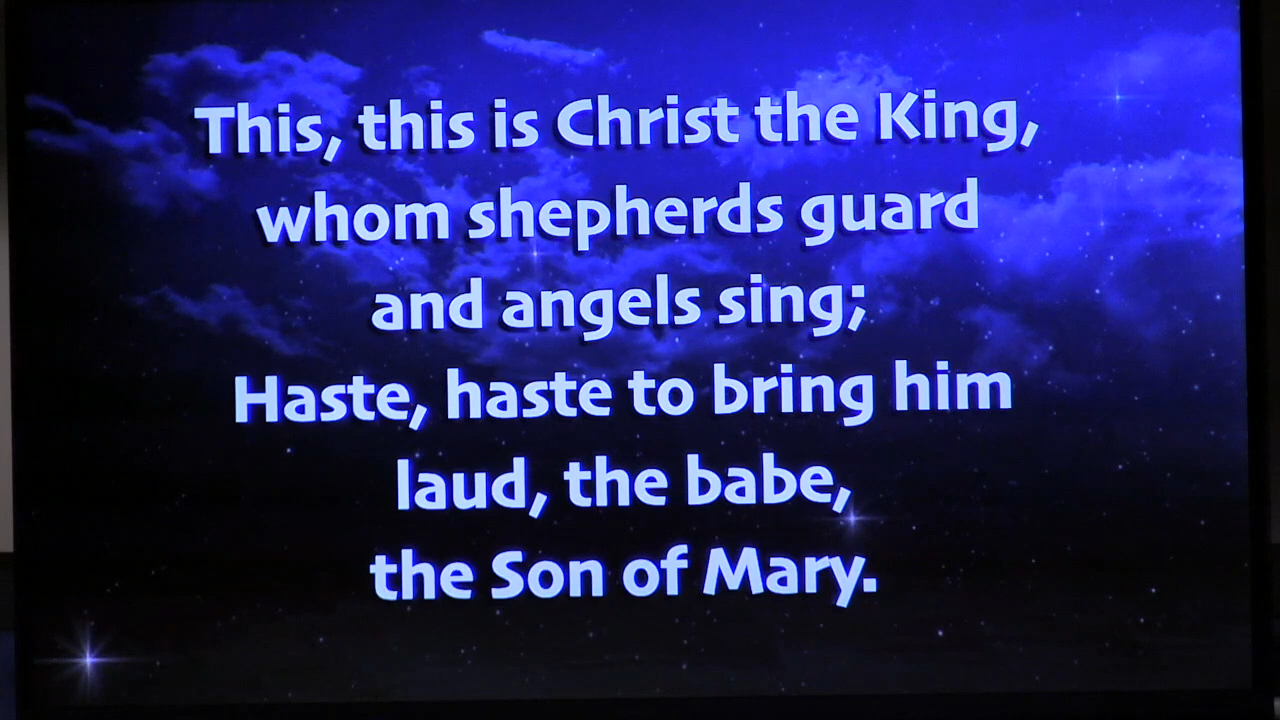 This, this is Christ the King,
whom shepherds guard
and angels sing;
Haste, haste to bring him
laud, the babe,
the Son of Mary.